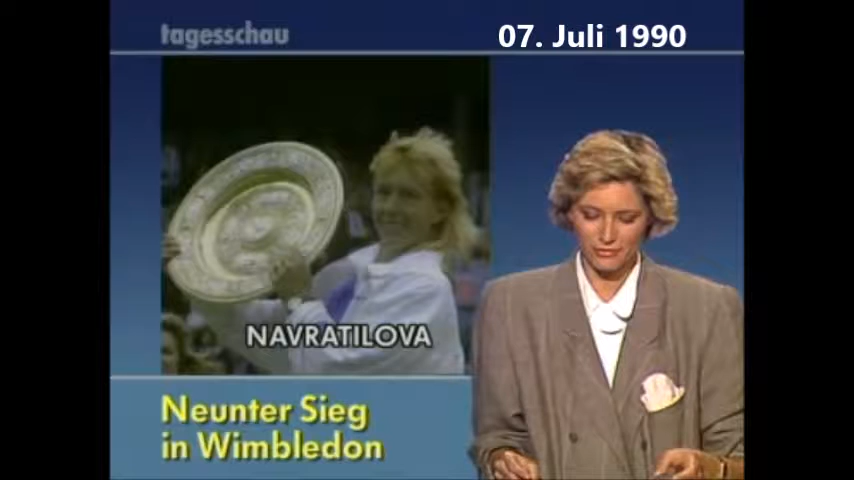 tagesschau
07. Juli 1990
NAVRATILOVA
Neunter Sieg
in Wimbledon